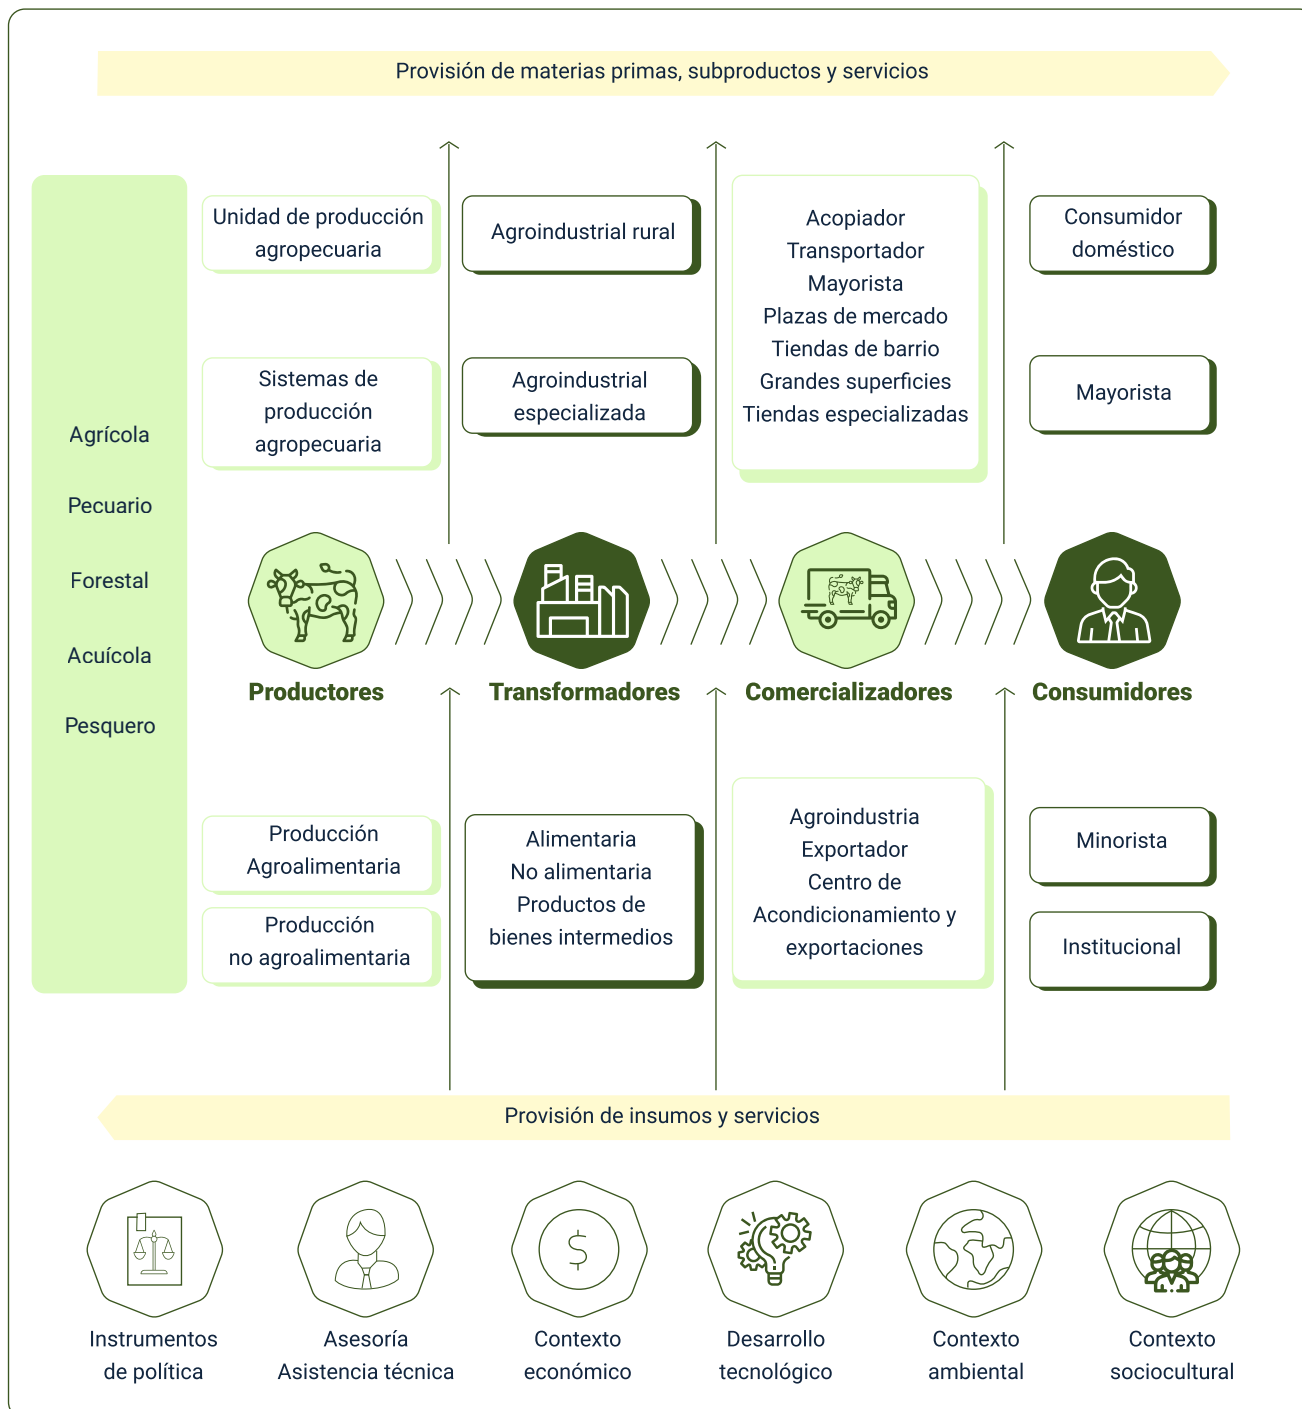 Provisión de materias primas, subproductos y servicios
Agrícola
Pecuario
Forestal
Acuícola
Pesquero
Unidad de producción
agropecuaria
Sistemas de
producción
agropecuaria
Agroindustrial rural
Agroindustrial
especializada
Acopiador
Transportador
Mayorista
Plazas de mercado
Tiendas de barrio
Grandes superficies
Tiendas especializadas
Consumidor
doméstico
Mayorista
Productores
Transformadores
Comercializadores
Consumidores
Producción
Agroalimentaria
Producción
no agroalimentaria
Alimentaria
No alimentaria
Productos de
bienes intermedios
Agroindustria
Exportador
Centro de
Acondicionamiento y
exportaciones
Minorista
Institucional
Provisión de insumos y servicios
$
Instrumentos
de política
Asesoría
Asistencia técnica
Contexto
económico
Desarrollo
tecnológico
Contexto
ambiental
Contexto
sociocultural